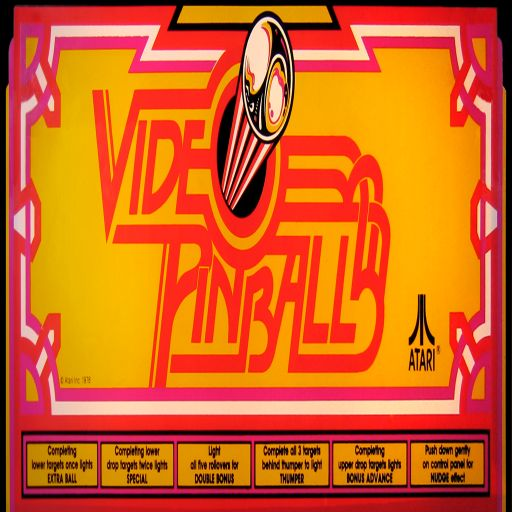 VIDEO
PINBALL
ATARI®
© Atari Inc. 1978
Completing
lower targets once lights
EXTRA BALL
Completing lower
drop targets twice lights
SPECIAL
Light
all five rollovers for
DOUBLE BONUS
Complete all 3 targets
behind thumper to light
THUMPER
Completing
upper drop targets lights
BONUS ADVANCE
Push down gently
on control panel for
NUDGE effect